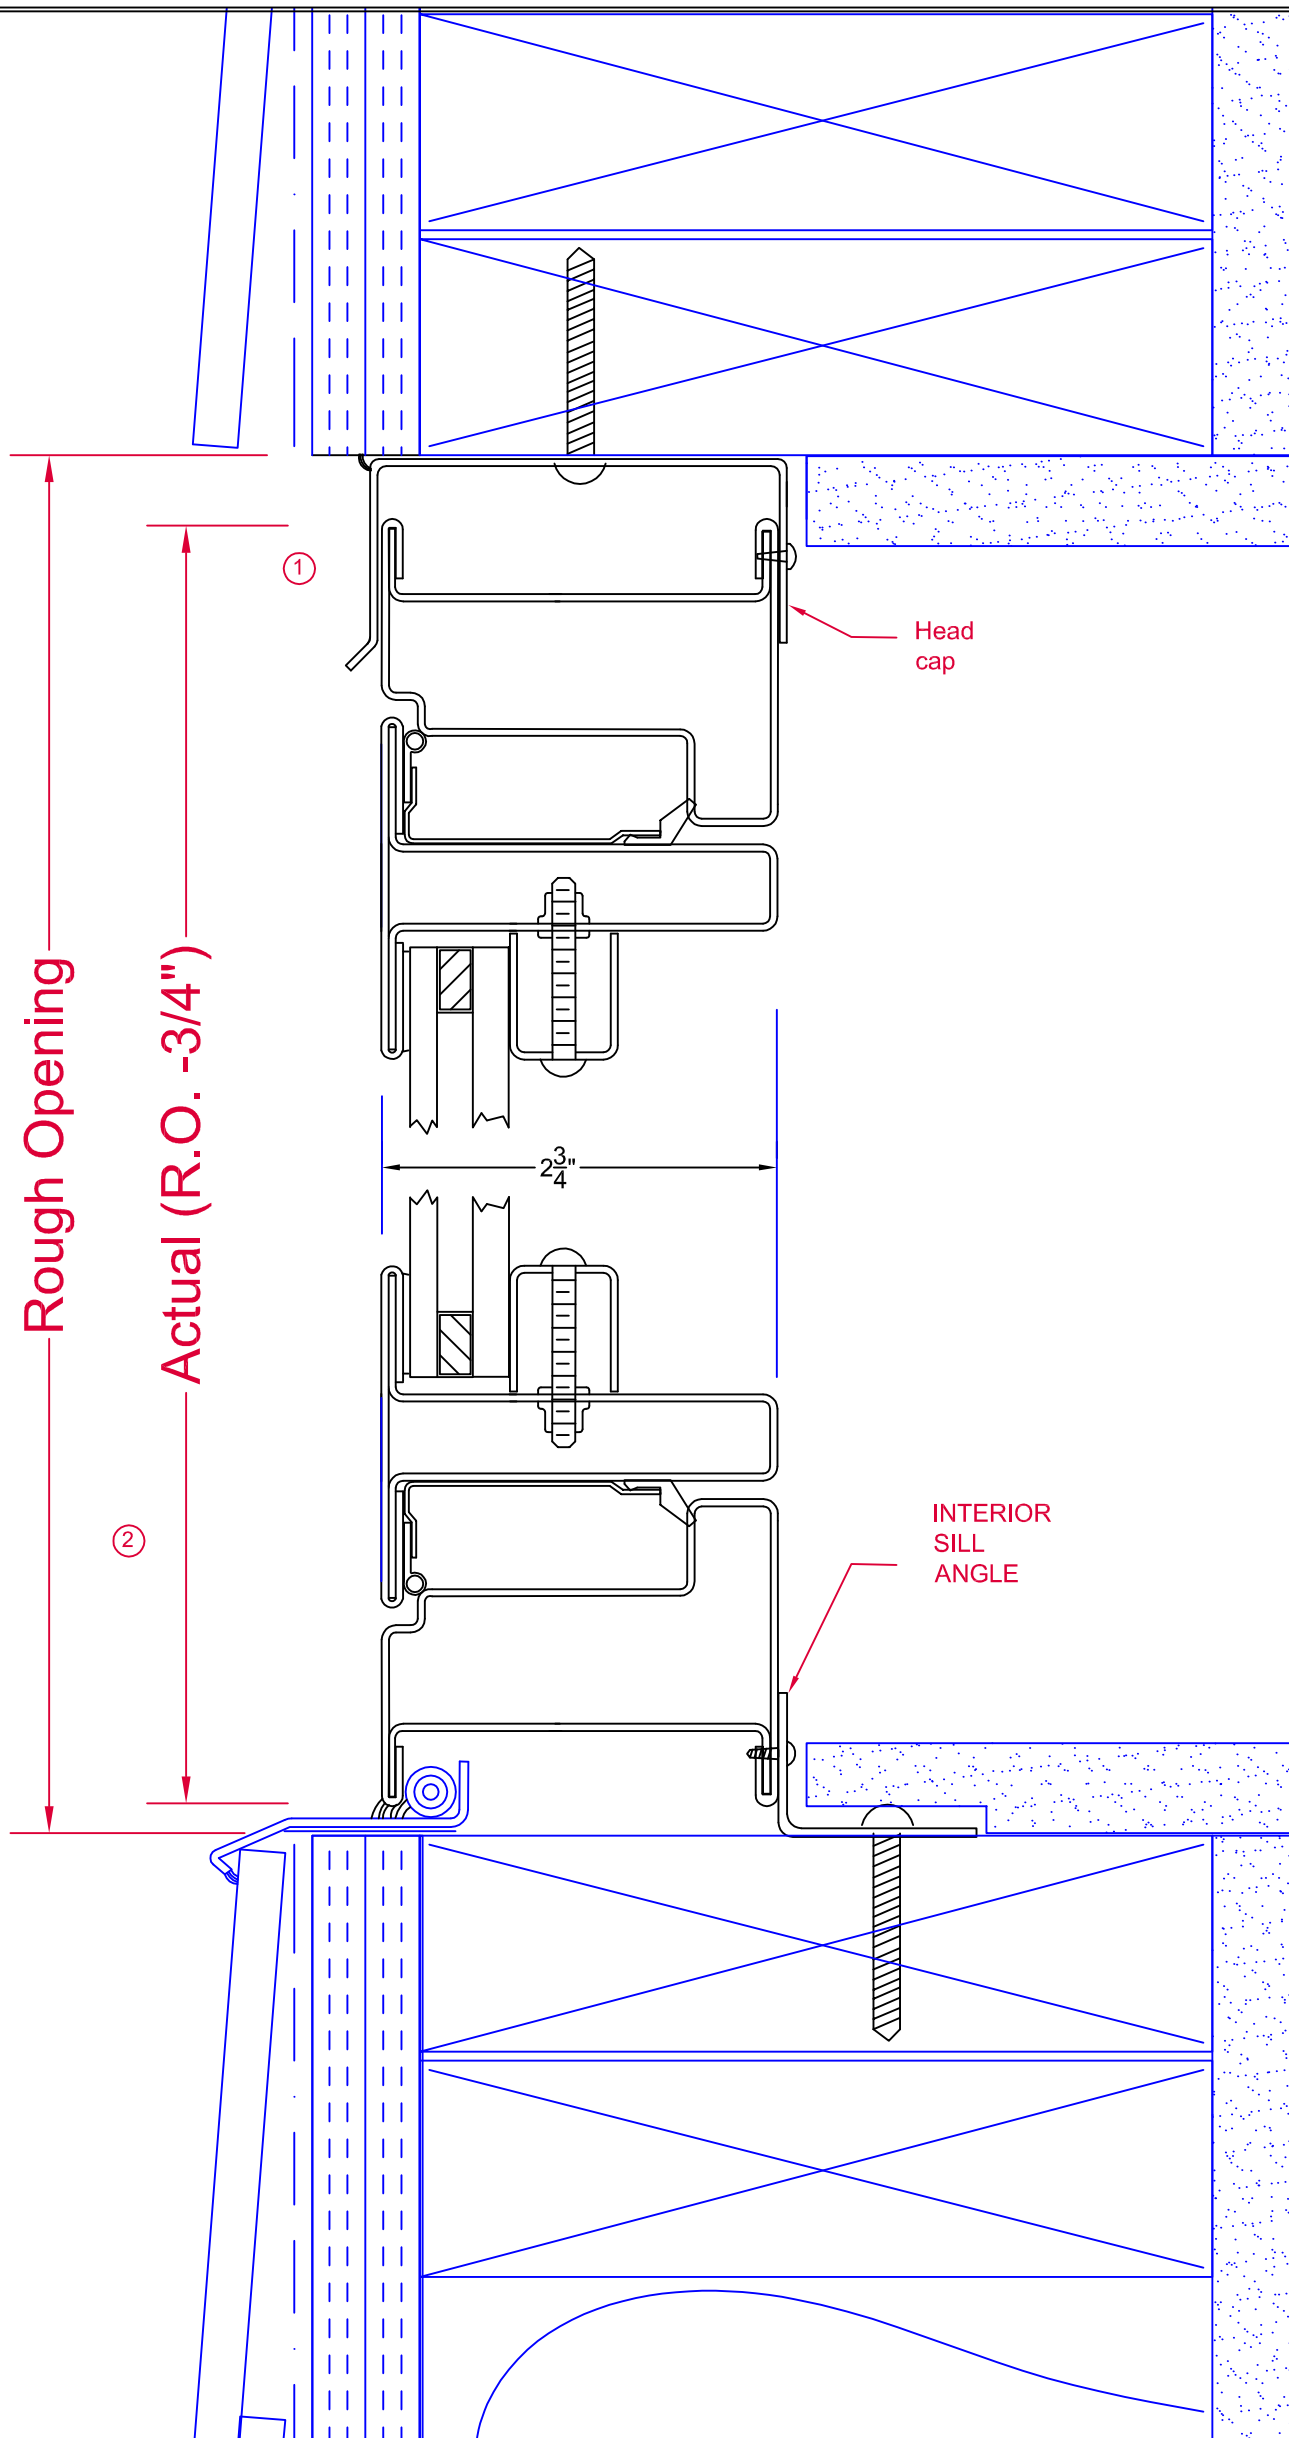 1
Head
cap
Rough Opening
Actual (R.O. -3/4")
2 3/4"
INTERIOR
SILL
ANGLE
2